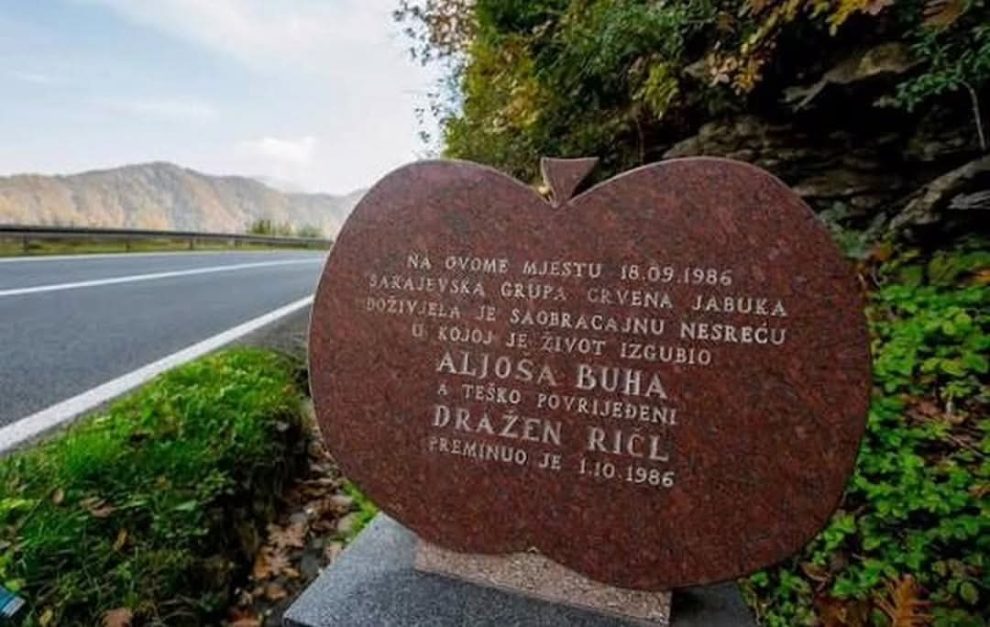 NA OVOME MJESTU 18.09.1986
SARAJEVSKA GRUPA CRVENA JABUKA
DOŽIVJELA JE SAOBRAĆAJNU NESREĆU
U KOJOJ JE ŽIVOT IZGUBIO
ALJOŠA BUHA
A TEŠKO POVRIJEĐENI
DRAŽEN RIČL
PREMINUO JE 1.10.1986